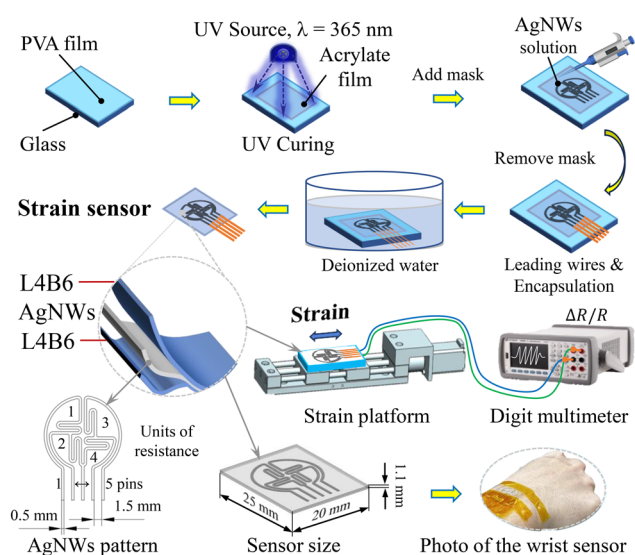 UV Source, λ = 365 nm
PVA film
Acrylate
film
Add mask
AgNWs
solution
Glass
UV Curing
Remove mask
Strain sensor
Deionized water
Leading wires &
Encapsulation
L4B6
AgNWs
L4B6
Strain
ΔR/R
Strain platform
Digit multimeter
1
3
2
4
Units of
resistance
1
5 pins
0.5 mm
1.5 mm
AgNWs pattern
25 mm
20 mm
1.1 mm
Sensor size
Photo of the wrist sensor